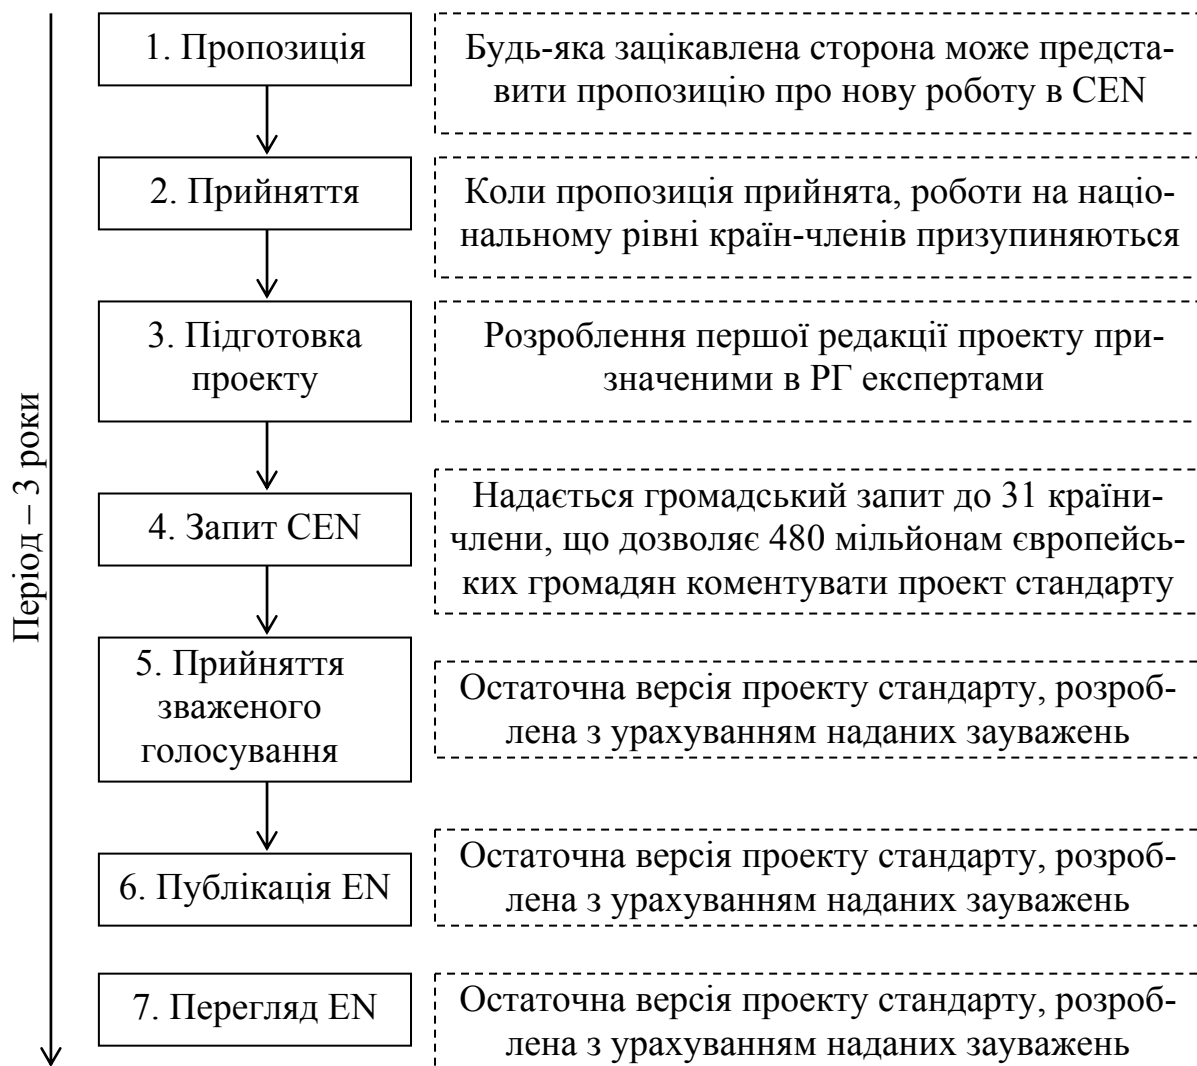 1. Пропозиція
Будь-яка зацікавлена сторона може предста-
вити пропозицію про нову роботу в CEN
2. Прийняття
Коли пропозиція прийнята, роботи на націо-
нальному рівні країн-членів призупиняються
3. Підготовка
проекту
Розроблення першої редакції проекту при-
значеними в РГ експертами
4. Запит CEN
Надається громадський запит до 31 країни-
члени, що дозволяє 480 мільйонам європейсь-
ких громадян коментувати проект стандарту
5. Прийняття
зваженого
голосування
Остаточна версія проекту стандарту, розроб-
лена з урахуванням наданих зауважень
6. Публікація EN
Остаточна версія проекту стандарту, розроб-
лена з урахуванням наданих зауважень
7. Перегляд EN
Остаточна версія проекту стандарту, розроб-
лена з урахуванням наданих зауважень
Період – 3 роки